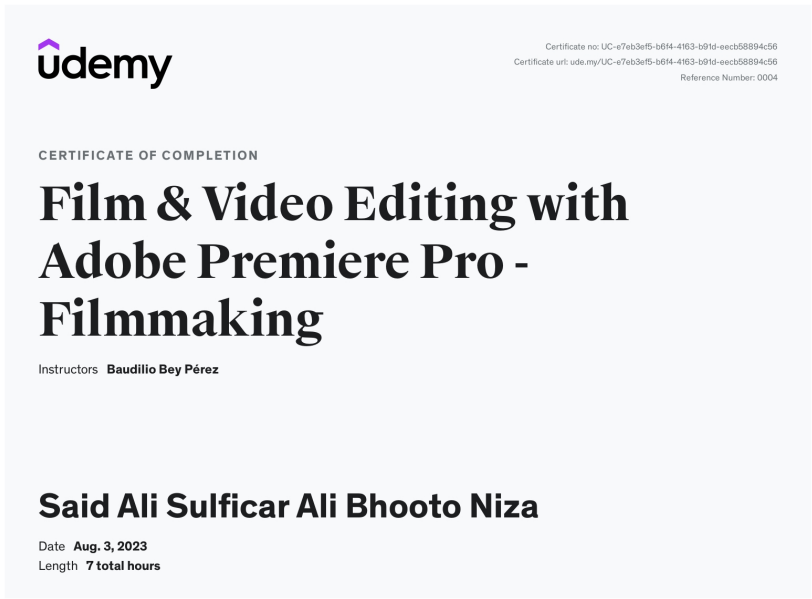 udemy
Certificate no: UC-e7eb3ef5-b6f4-4163-b91d-eecb58894c56
Certificate url: ude.my/UC-e7eb3ef5-b6f4-4163-b91d-eecb58894c56
Reference Number: 0004
CERTIFICATE OF COMPLETION
Film & Video Editing with
Adobe Premiere Pro -
Filmmaking
Instructors Baudilio Bey Pérez
Said Ali Sulficar Ali Bhooto Niza
Date Aug. 3, 2023
Length 7 total hours